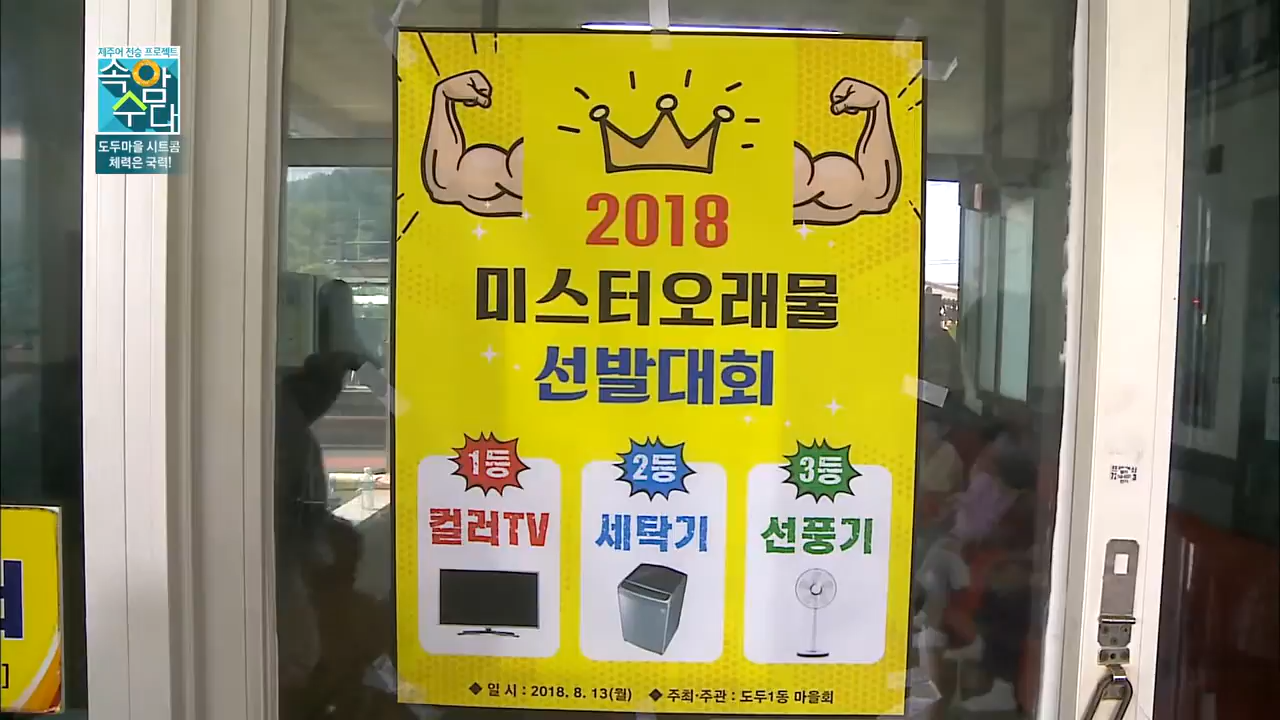 제주어 전승 프로젝트
속암
수다
도두마을 시트콤
체력은 국력!
2018
미스터오래물
선발대회
1등
2등
3등
컬러TV
세탁기
선풍기
◆ 일 시 : 2018. 8. 13(월) ◆ 주최·주관 : 도두1동 마을회